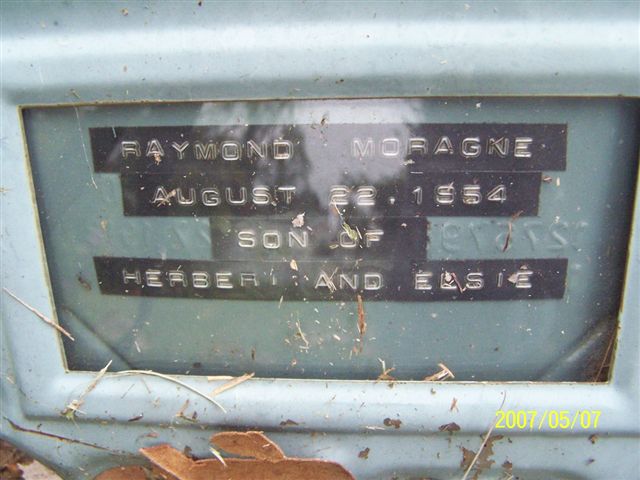 RAYMOND MORAGNE
AUGUST 22, 1954
SON OF
HERBERT AND ELSIE
2007/05/07